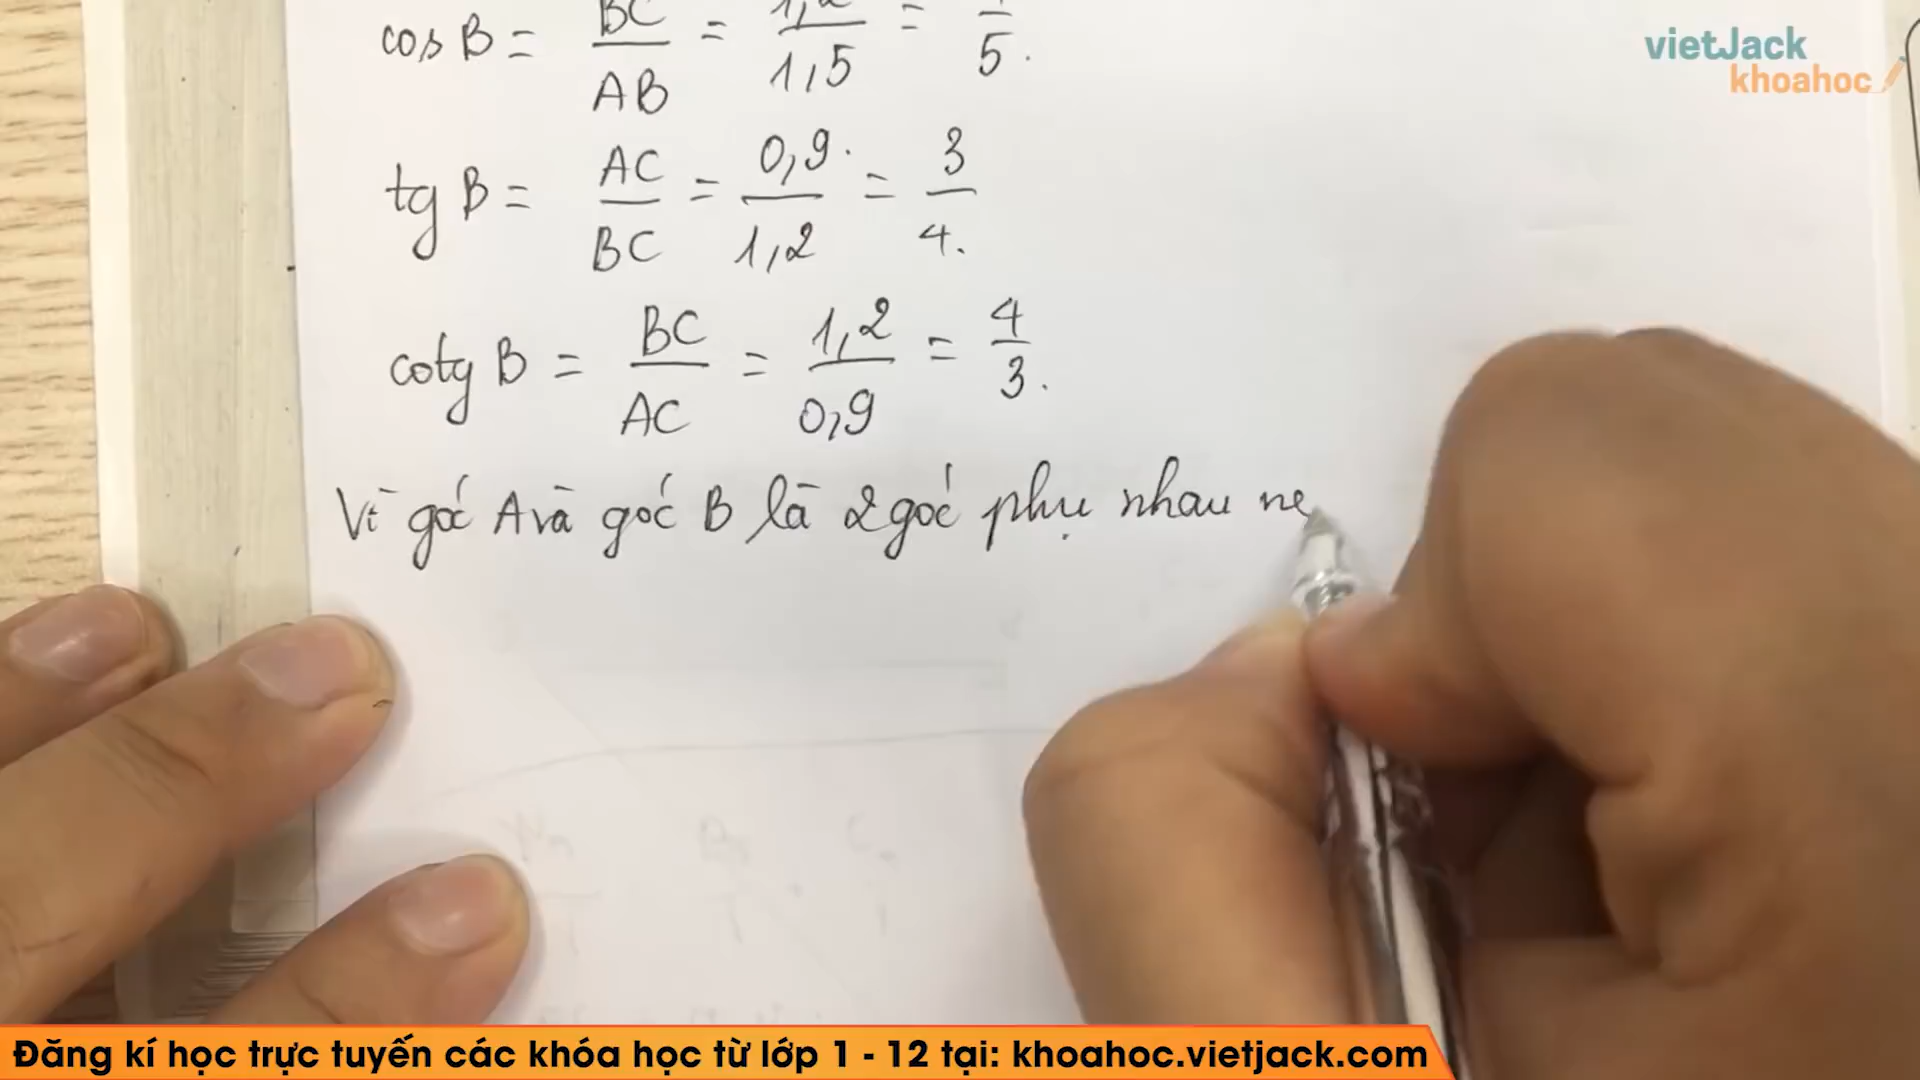 cos B = BC/AB = 1,2/1,5 = 4/5.
tg B = AC/BC = 0,9/1,2 = 3/4.
cotg B = BC/AC = 1,2/0,9 = 4/3.
Vì góc A và góc B là 2 góc phụ nhau nê
vietJack
khoahoc
Đăng kí học trực tuyến các khóa học từ lớp 1 - 12 tại: khoahoc.vietjack.com